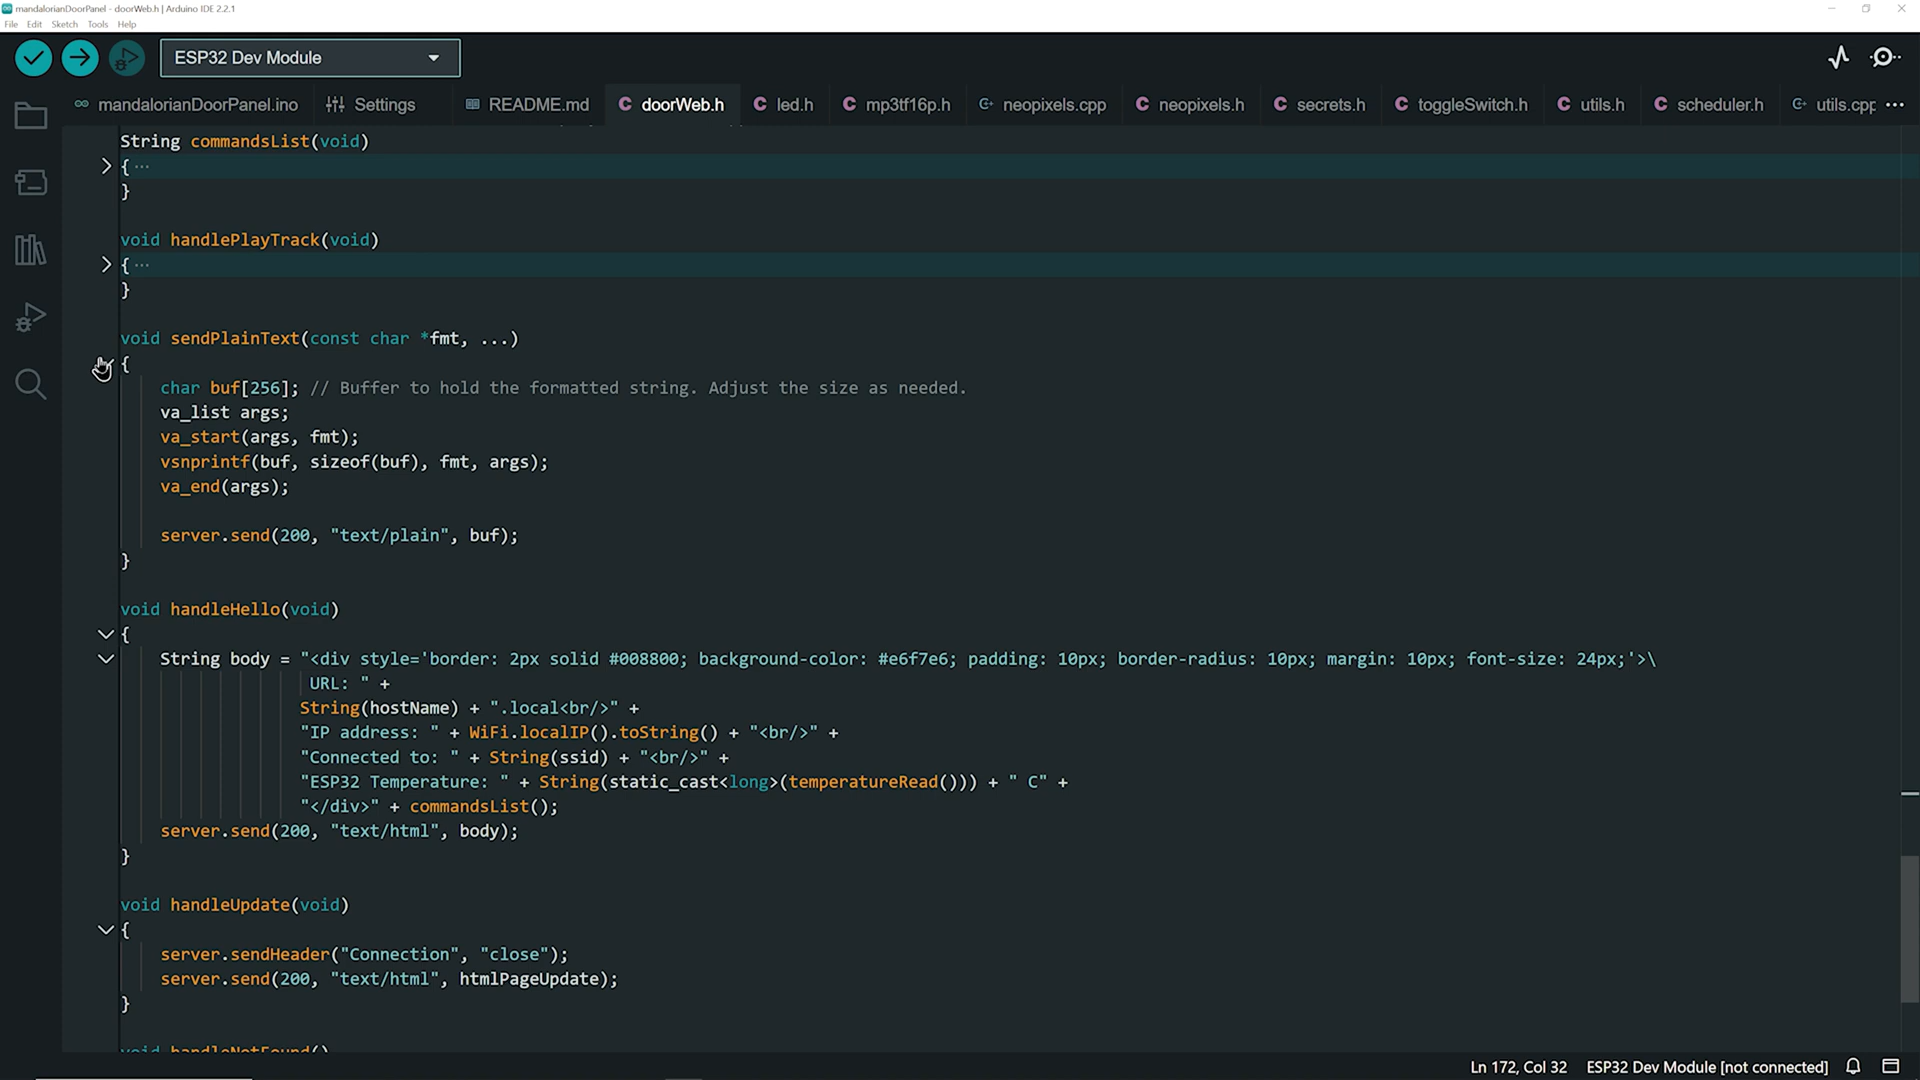 mandalorianDoorPanel - doorWeb.h | Arduino IDE 2.2.1
File Edit Sketch Tools Help
ESP32 Dev Module
mandalorianDoorPanel.ino Settings README.md doorWeb.h led.h mp3tf16p.h neopixels.cpp neopixels.h secrets.h toggleSwitch.h utils.h scheduler.h utils.cpp
String commandsList(void)
{ ...
}
void handlePlayTrack(void)
{ ...
}
void sendPlainText(const char *fmt, ...)
{
char buf[256]; // Buffer to hold the formatted string. Adjust the size as needed.
va_list args;
va_start(args, fmt);
vsnprintf(buf, sizeof(buf), fmt, args);
va_end(args);
server.send(200, "text/plain", buf);
}
void handleHello(void)
{
String body = "<div style='border: 2px solid #008800; background-color: #e6f7e6; padding: 10px; border-radius: 10px; margin: 10px; font-size: 24px;'>\
URL: " +
String(hostName) + ".local<br/>" +
"IP address: " + WiFi.localIP().toString() + "<br/>" +
"Connected to: " + String(ssid) + "<br/>" +
"ESP32 Temperature: " + String(static_cast<long>(temperatureRead())) + " C" +
"</div>" + commandsList();
server.send(200, "text/html", body);
}
void handleUpdate(void)
{
server.sendHeader("Connection", "close");
server.send(200, "text/html", htmlPageUpdate);
}
void handleNotFound()
Ln 172, Col 32 ESP32 Dev Module [not connected]